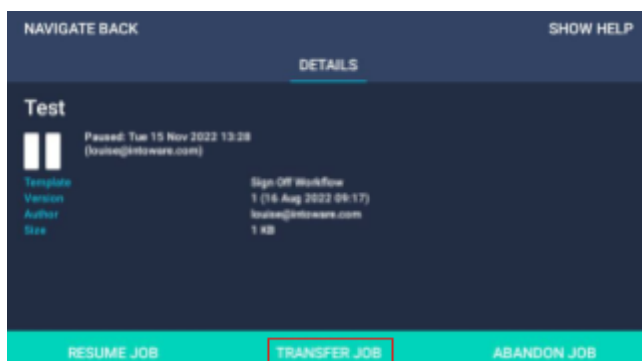 NAVIGATE BACK SHOW HELP
DETAILS
Test
Paused: Tue 15 Nov 2022 13:28
(louise@intoware.com)
Template Sign Off Workflow
Version 1 (16 Aug 2022 09:17)
Author louise@intoware.com
Size 1 KB
RESUME JOB TRANSFER JOB ABANDON JOB